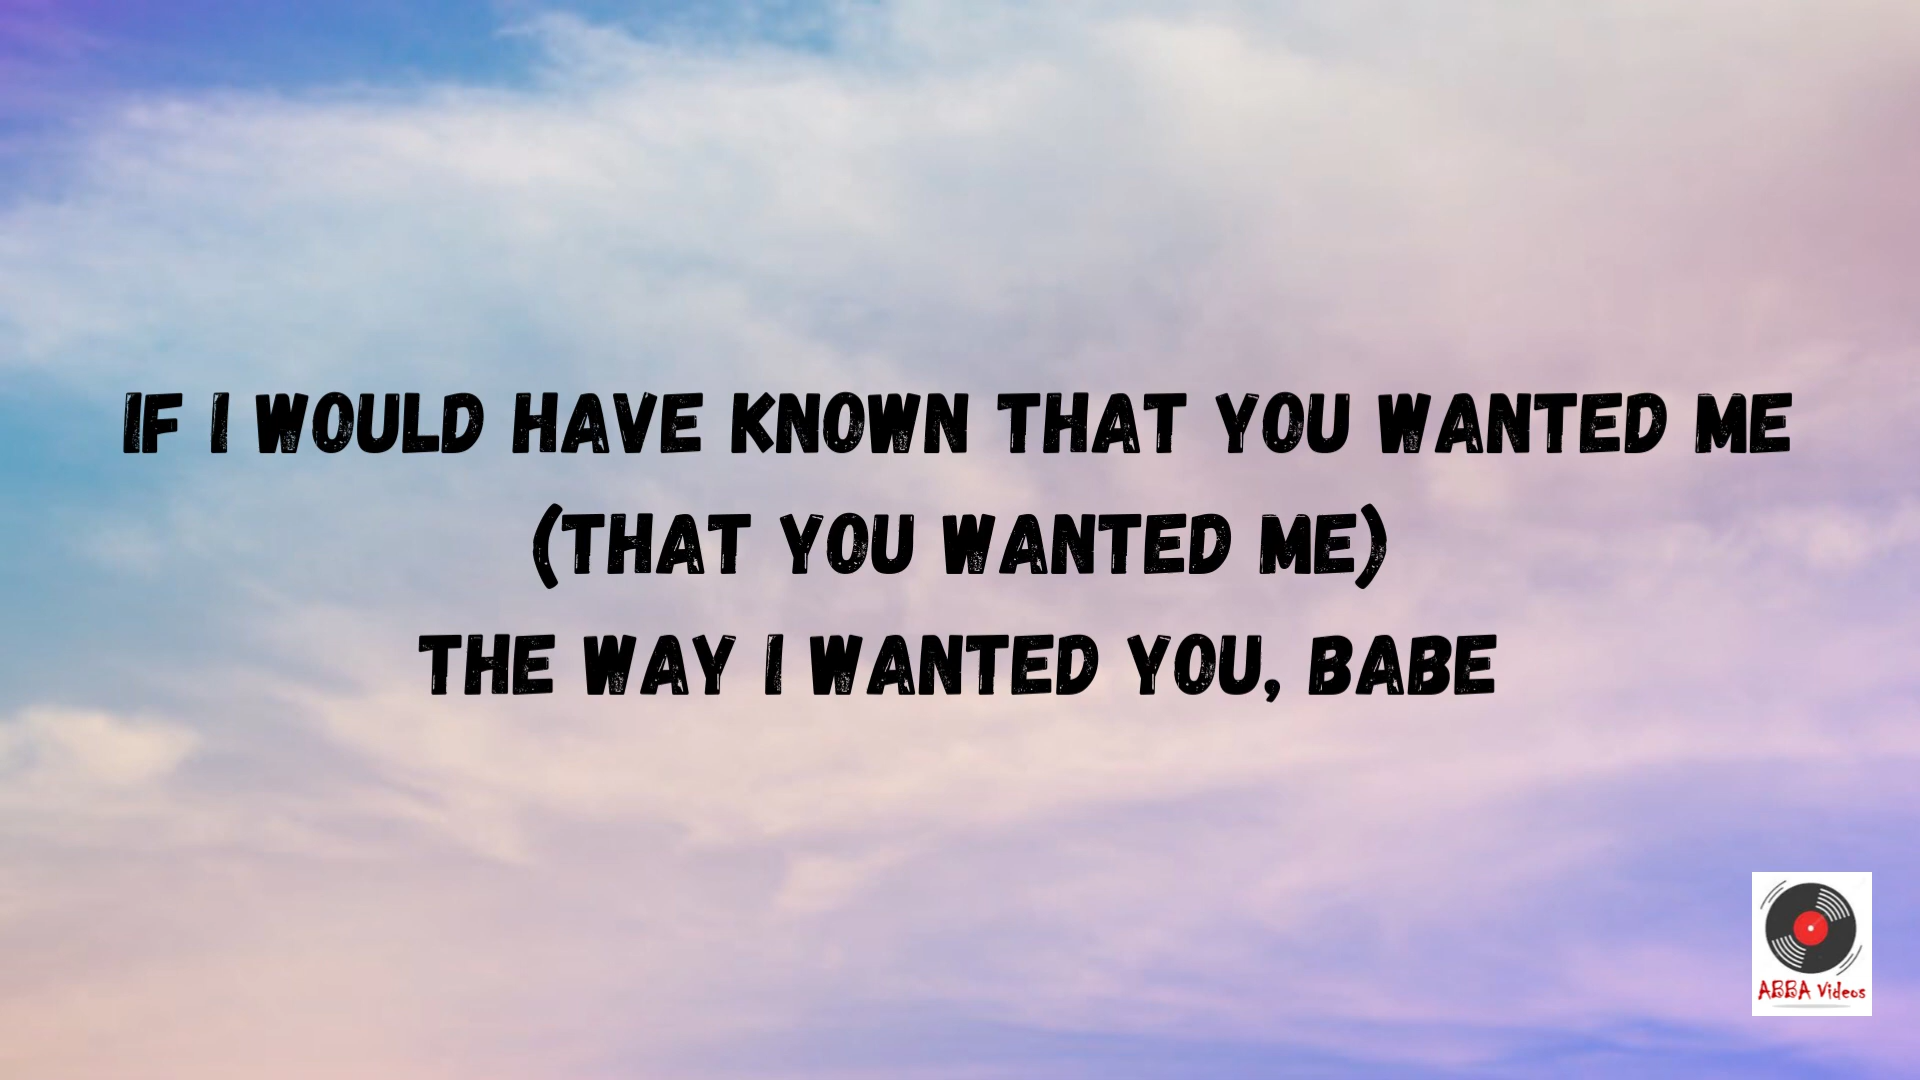 IF I WOULD HAVE KNOWN THAT YOU WANTED ME
(THAT YOU WANTED ME)
THE WAY I WANTED YOU, BABE
ABBA Videos